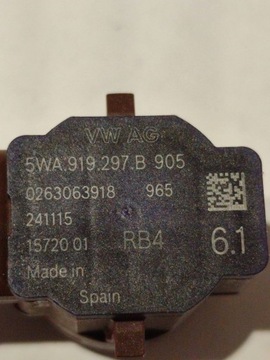 VW AG
5WA.919.297.B 905
0263063918 965
241115
15720 01 RB4 6.1
Made in
Spain